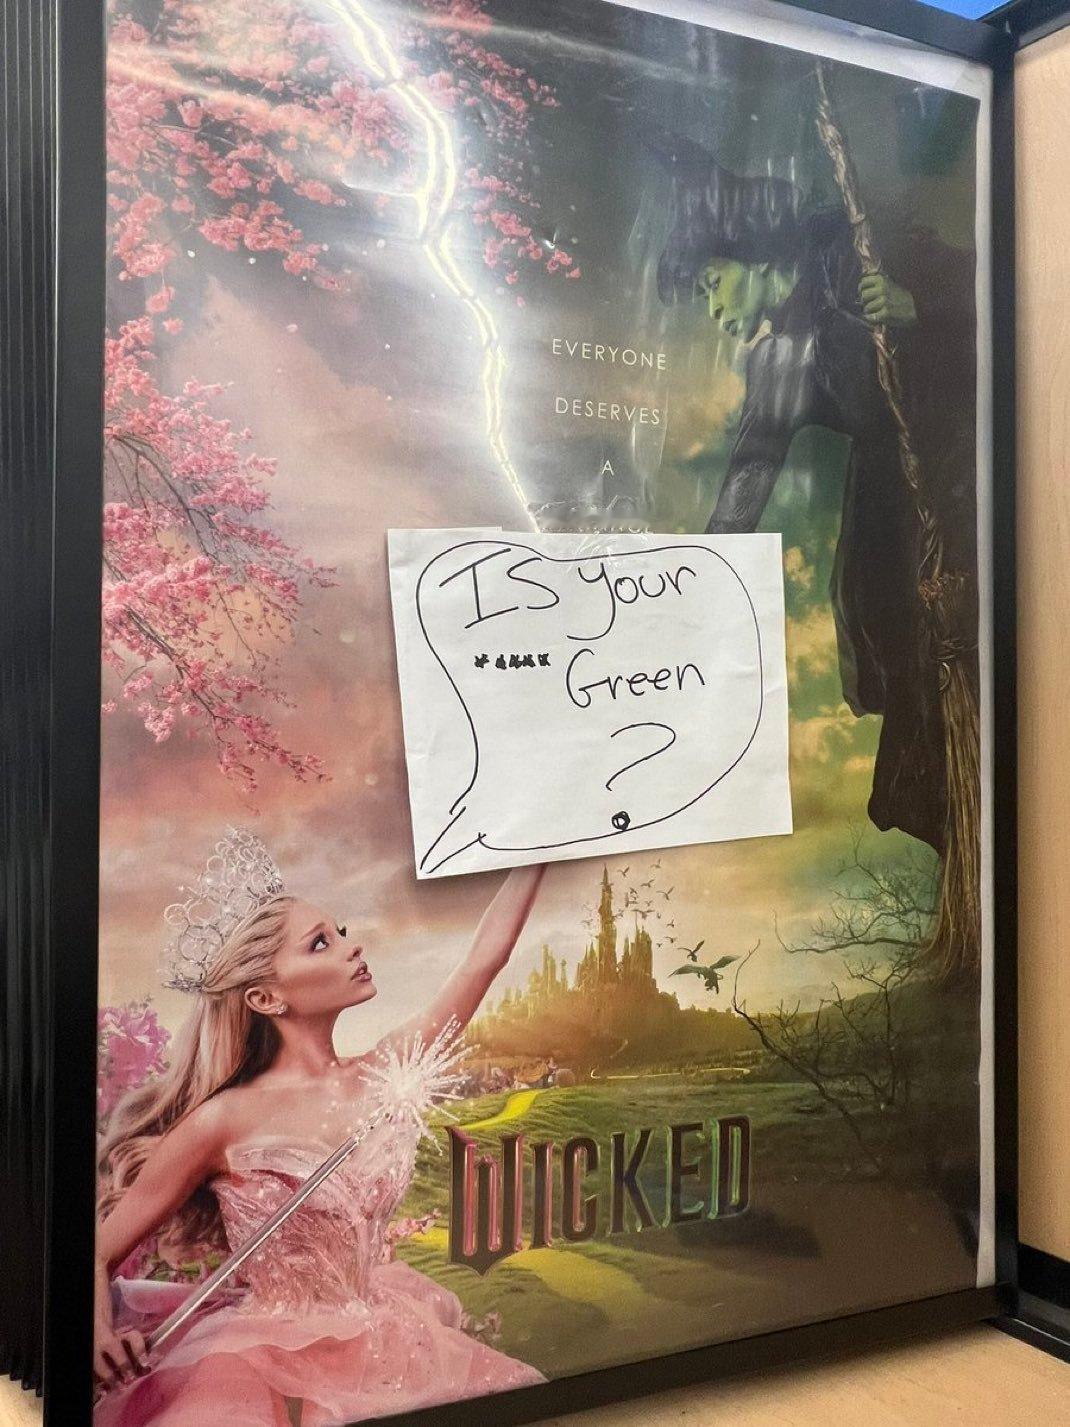 EVERYONE
DESERVES
A
Is your
**** Green
?
WICKED